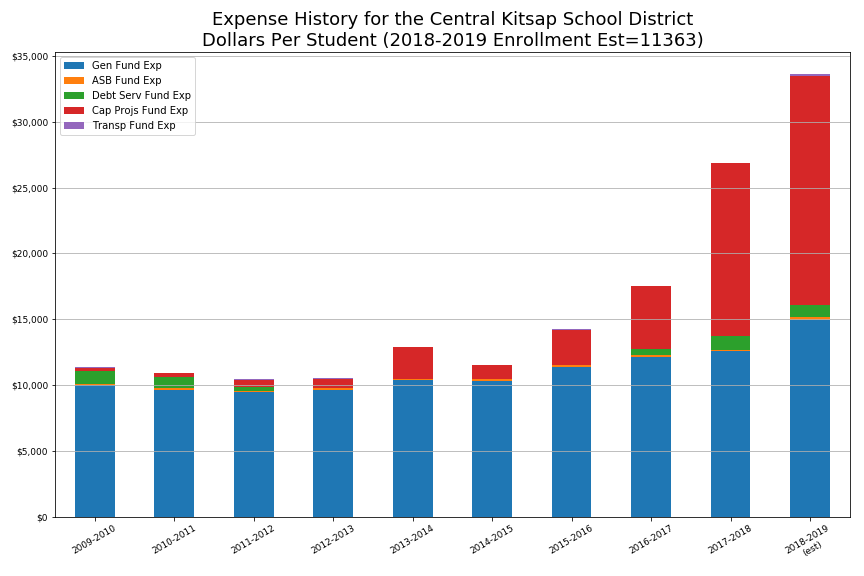 Expense History for the Central Kitsap School District
Dollars Per Student (2018-2019 Enrollment Est=11363)
$35,000
$30,000
$25,000
$20,000
$15,000
$10,000
$5,000
$0
Gen Fund Exp
ASB Fund Exp
Debt Serv Fund Exp
Cap Projs Fund Exp
Transp Fund Exp
2009-2010
2010-2011
2011-2012
2012-2013
2013-2014
2014-2015
2015-2016
2016-2017
2017-2018
2018-2019
(est)